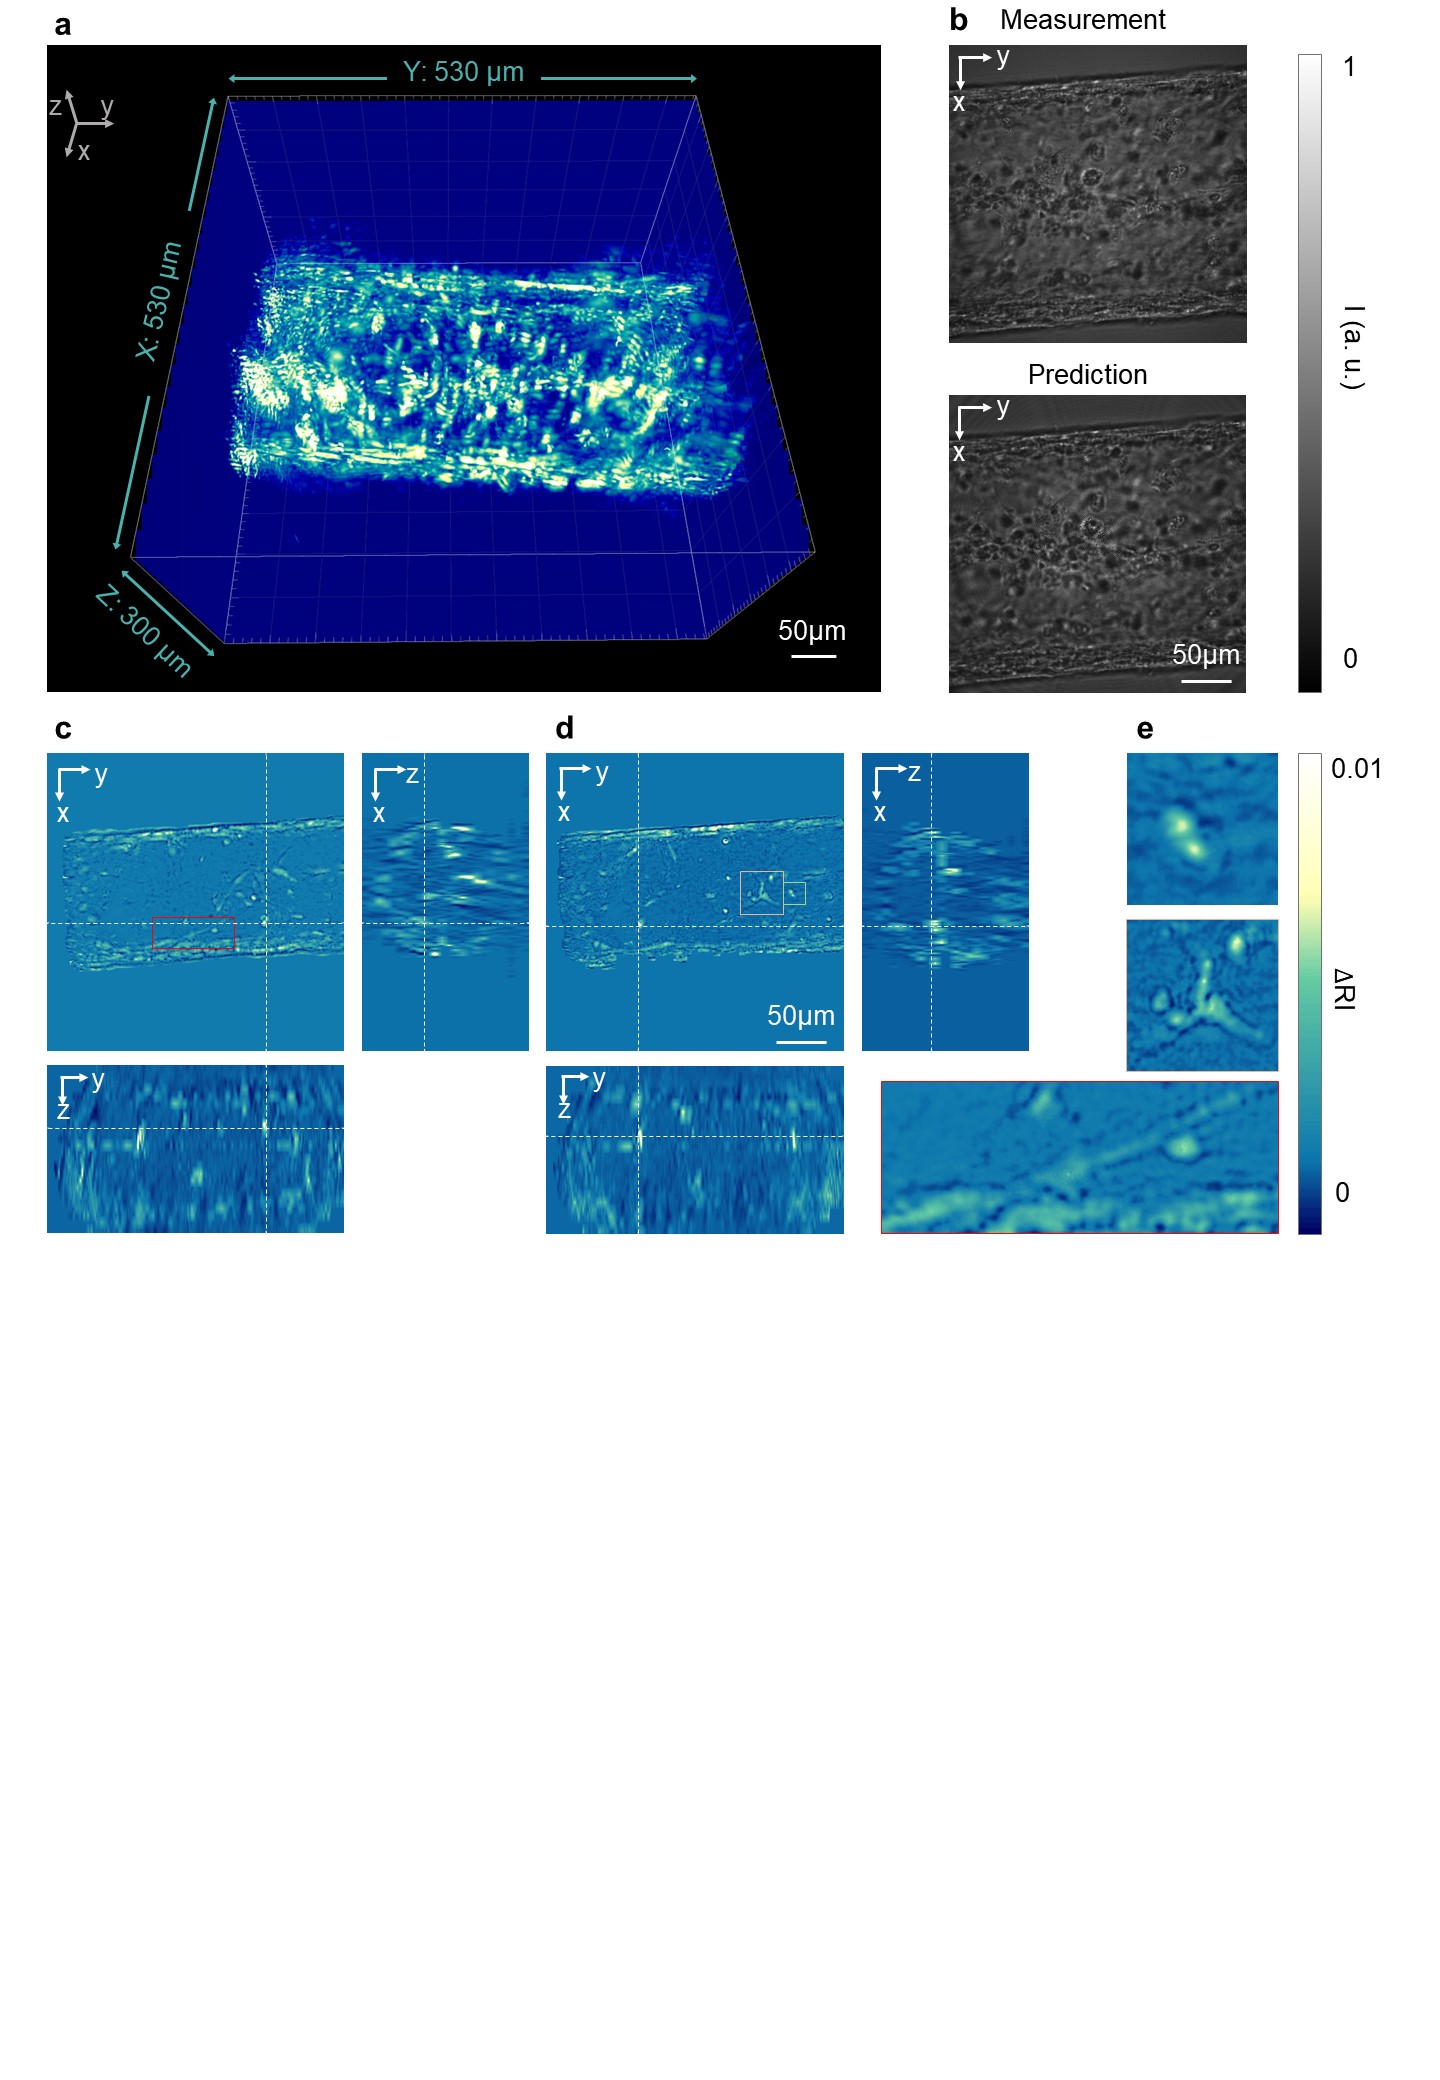 a
Y: 530 µm
z
y
x
X: 530 µm
Z: 300 µm
50µm
b
Measurement
y
x
Prediction
y
x
50µm
1
I (a. u.)
0
c
y
x
z
x
y
z
d
y
x
50µm
z
x
y
z
e
0.01
ΔRI
0